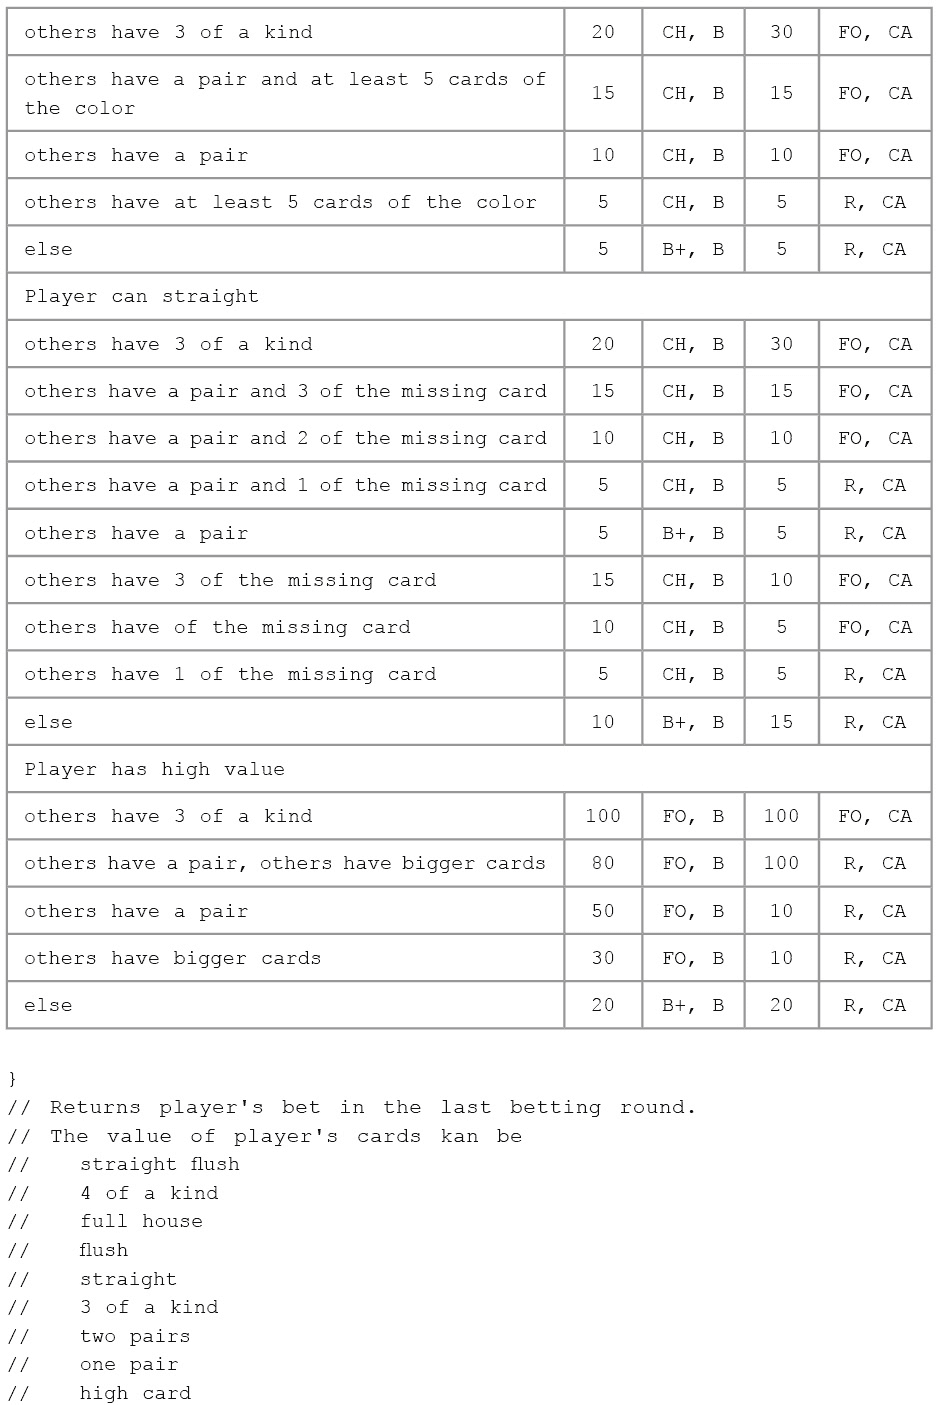 others have 3 of a kind 20 CH, B 30 FO, CA
others have a pair and at least 5 cards of
the color 15 CH, B 15 FO, CA
others have a pair 10 CH, B 10 FO, CA
others have at least 5 cards of the color 5 CH, B 5 R, CA
else 5 B+, B 5 R, CA
Player can straight
others have 3 of a kind 20 CH, B 30 FO, CA
others have a pair and 3 of the missing card 15 CH, B 15 FO, CA
others have a pair and 2 of the missing card 10 CH, B 10 FO, CA
others have a pair and 1 of the missing card 5 CH, B 5 R, CA
others have a pair 5 B+, B 5 R, CA
others have 3 of the missing card 15 CH, B 10 FO, CA
others have of the missing card 10 CH, B 5 FO, CA
others have 1 of the missing card 5 CH, B 5 R, CA
else 10 B+, B 15 R, CA
Player has high value
others have 3 of a kind 100 FO, B 100 FO, CA
others have a pair, others have bigger cards 80 FO, B 100 R, CA
others have a pair 50 FO, B 10 R, CA
others have bigger cards 30 FO, B 10 R, CA
else 20 B+, B 20 R, CA
}
// Returns player's bet in the last betting round.
// The value of player's cards kan be
// straight flush
// 4 of a kind
// full house
// flush
// straight
// 3 of a kind
// two pairs
// one pair
// high card